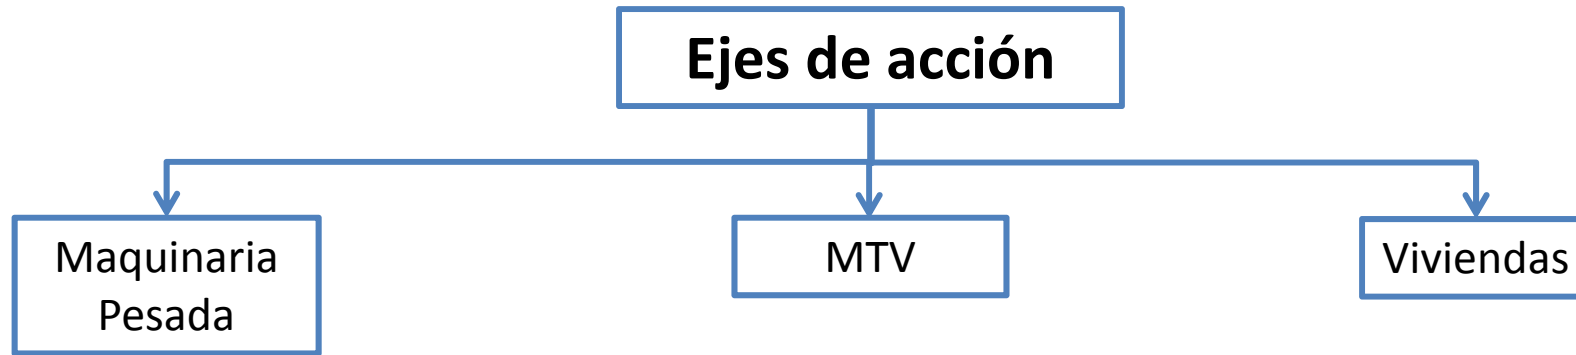 Ejes de acción
Maquinaria
Pesada
MTV
Viviendas